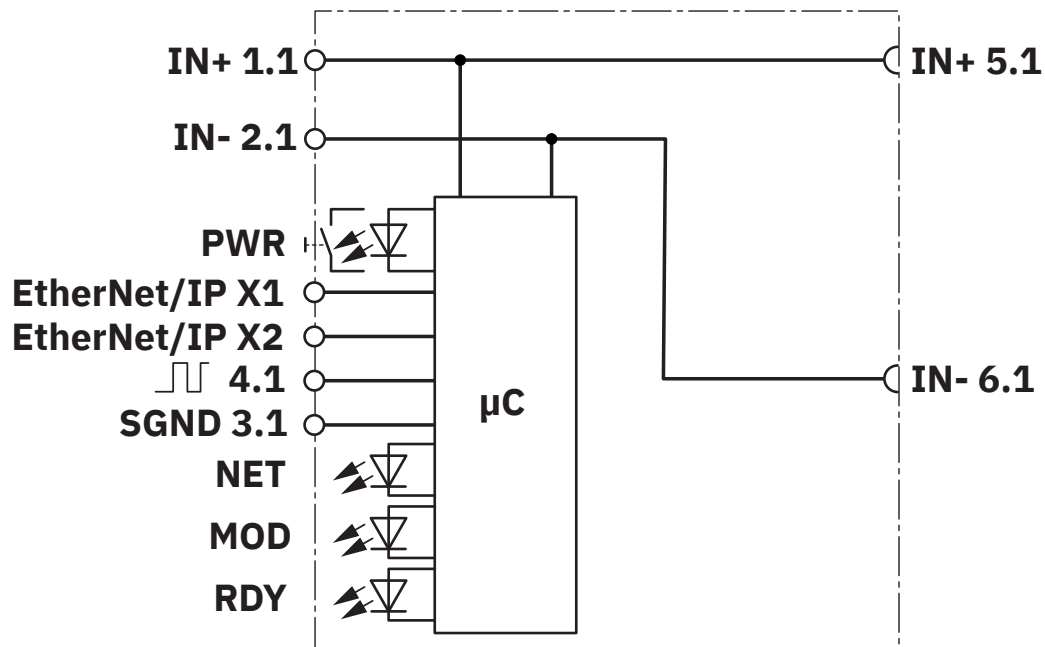 IN+ 1.1
IN+ 5.1
IN- 2.1
PWR
EtherNet/IP X1
EtherNet/IP X2
4.1
SGND 3.1
µC
IN- 6.1
NET
MOD
RDY